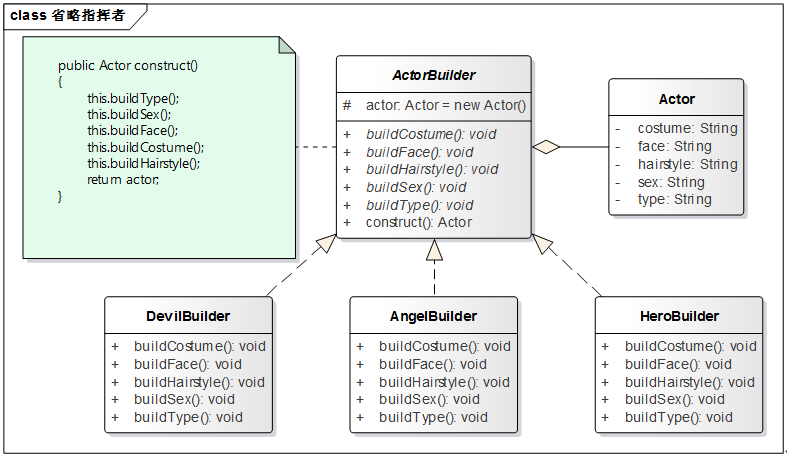 class 省略指挥者
public Actor construct()
{
this.buildType();
this.buildSex();
this.buildFace();
this.buildCostume();
this.buildHairstyle();
return actor;
}
ActorBuilder
# actor: Actor = new Actor()
+ buildCostume(): void
+ buildFace(): void
+ buildHairstyle(): void
+ buildSex(): void
+ buildType(): void
+ construct(): Actor
Actor
- costume: String
- face: String
- hairstyle: String
- sex: String
- type: String
DevilBuilder
+ buildCostume(): void
+ buildFace(): void
+ buildHairstyle(): void
+ buildSex(): void
+ buildType(): void
AngelBuilder
+ buildCostume(): void
+ buildFace(): void
+ buildHairstyle(): void
+ buildSex(): void
+ buildType(): void
HeroBuilder
+ buildCostume(): void
+ buildFace(): void
+ buildHairstyle(): void
+ buildSex(): void
+ buildType(): void